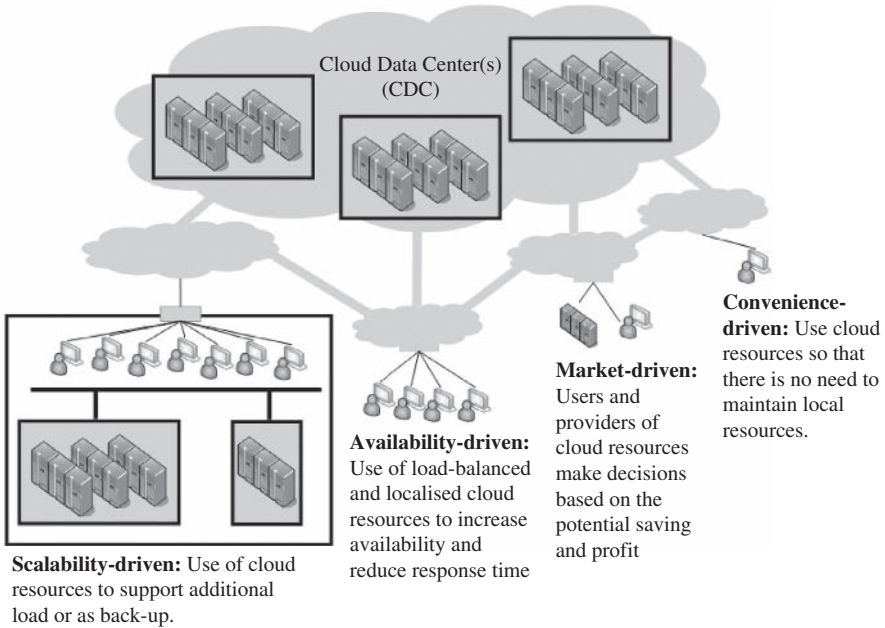 Cloud Data Center(s)
(CDC)
Convenience-
driven: Use cloud
resources so that
there is no need to
maintain local
resources.
Market-driven:
Users and
providers of
cloud resources
make decisions
based on the
potential saving
and profit
Availability-driven:
Use of load-balanced
and localised cloud
resources to increase
availability and
reduce response time
Scalability-driven: Use of cloud
resources to support additional
load or as back-up.